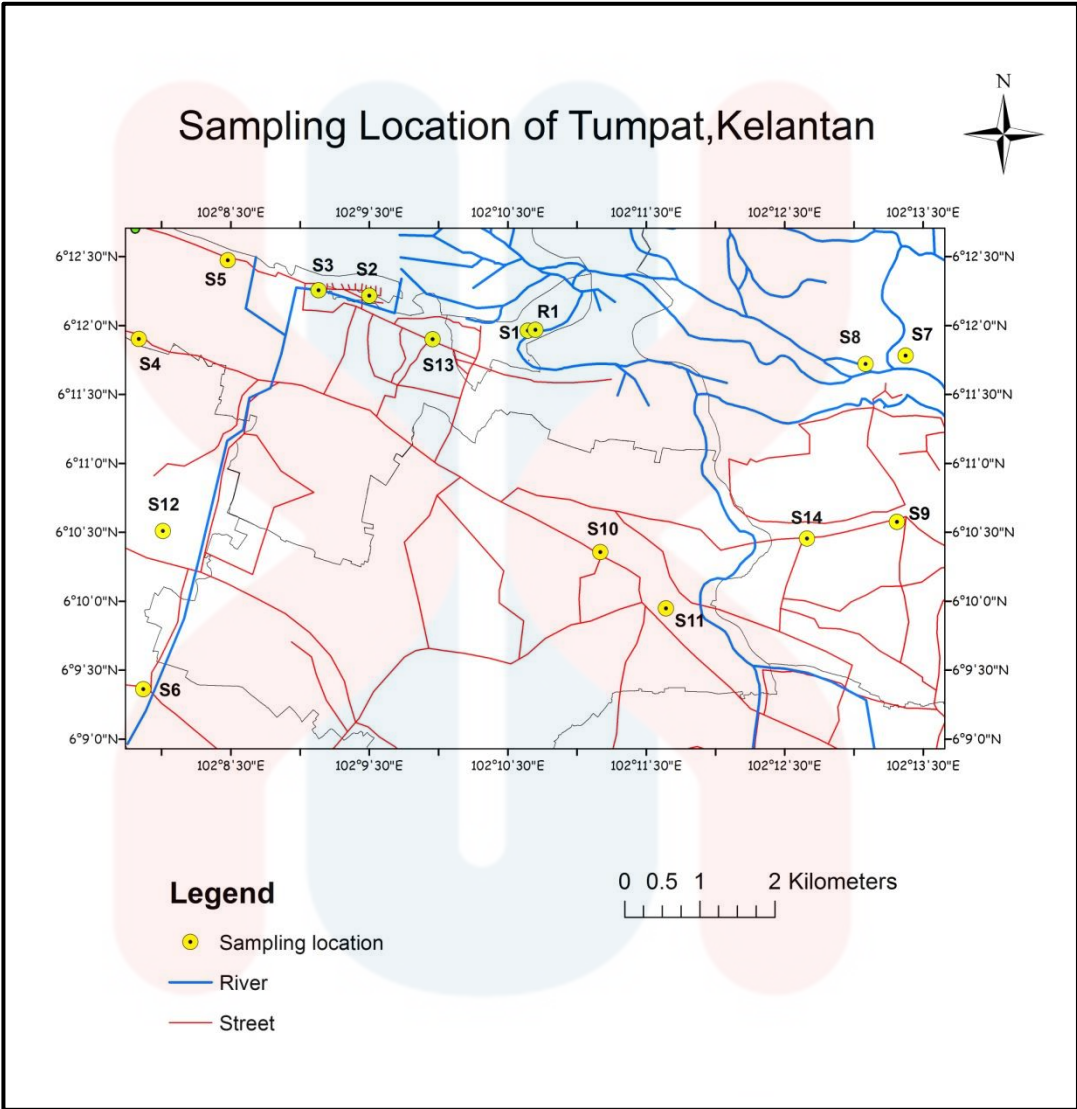 N
Sampling Location of Tumpat,Kelantan
102°8'30"E 102°9'30"E 102°10'30"E 102°11'30"E 102°12'30"E 102°13'30"E
6°12'30"N 6°12'30"N
S5 S3 S2
6°12'0"N 6°12'0"N
S1 R1
S4 S13 S8 S7
6°11'30"N 6°11'30"N
6°11'0"N 6°11'0"N
S12 S10 S14 S9
6°10'30"N 6°10'30"N
6°10'0"N 6°10'0"N
S11
6°9'30"N 6°9'30"N
S6
6°9'0"N 6°9'0"N
102°8'30"E 102°9'30"E 102°10'30"E 102°11'30"E 102°12'30"E 102°13'30"E
0 0.5 1 2 Kilometers
Legend
Sampling location
River
Street